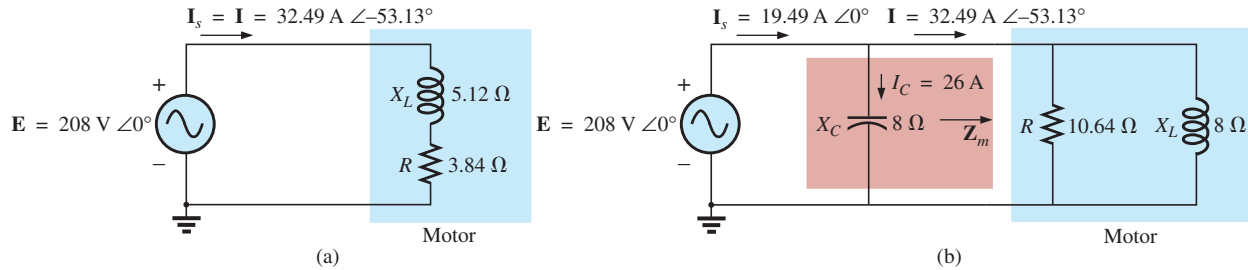 I_s = I = 32.49 A ∠–53.13°
+
E = 208 V ∠0°
–
X_L
5.12 Ω
R
3.84 Ω
Motor
(a)
I_s = 19.49 A ∠0°
I = 32.49 A ∠–53.13°
+
E = 208 V ∠0°
–
I_C = 26 A
X_C
8 Ω
Z_m
R
10.64 Ω
X_L
8 Ω
Motor
(b)